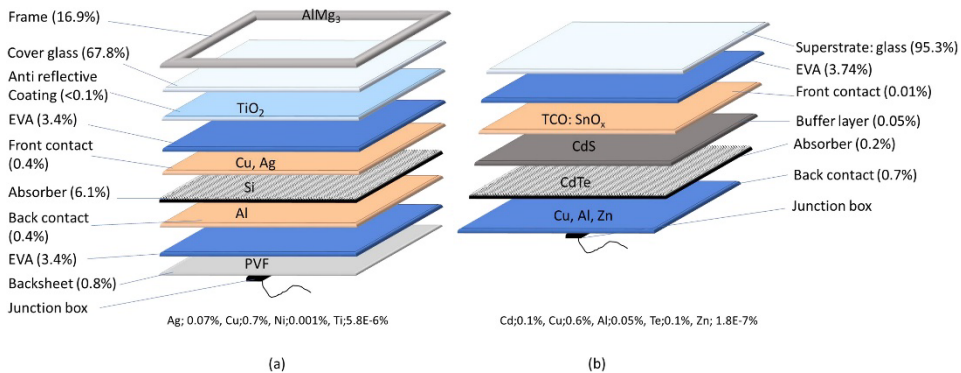 Frame (16.9%)
AlMg3
Cover glass (67.8%)
Anti reflective
Coating (<0.1%)
TiO2
EVA (3.4%)
Front contact
(0.4%)
Cu, Ag
Si
Absorber (6.1%)
Al
Back contact
(0.4%)
EVA (3.4%)
PVF
Backsheet (0.8%)
Junction box
Ag; 0.07%, Cu;0.7%, Ni;0.001%, Ti;5.8E-6%
(a)
Superstrate: glass (95.3%)
EVA (3.74%)
Front contact (0.01%)
TCO: SnOx
Buffer layer (0.05%)
CdS
Absorber (0.2%)
CdTe
Back contact (0.7%)
Cu, Al, Zn
Junction box
Cd;0.1%, Cu;0.6%, Al;0.05%, Te;0.1%, Zn; 1.8E-7%
(b)